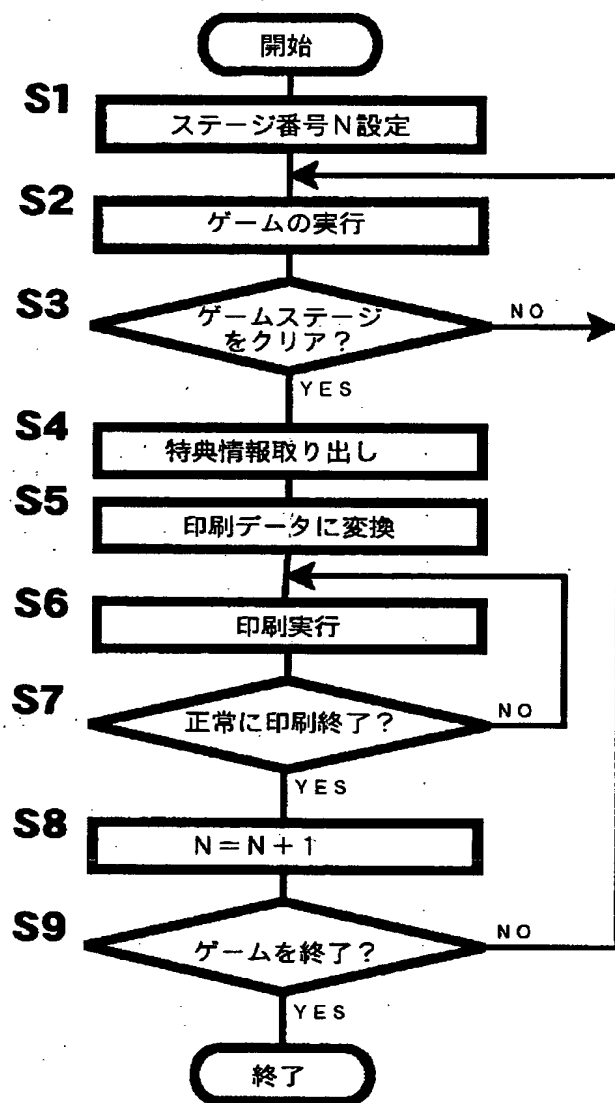 開始
S1
ステージ番号N設定
S2
ゲームの実行
S3
ゲームステージ
をクリア?
NO
YES
S4
特典情報取り出し
S5
印刷データに変換
S6
印刷実行
S7
正常に印刷終了?
NO
YES
S8
N=N+1
S9
ゲームを終了?
NO
YES
終了